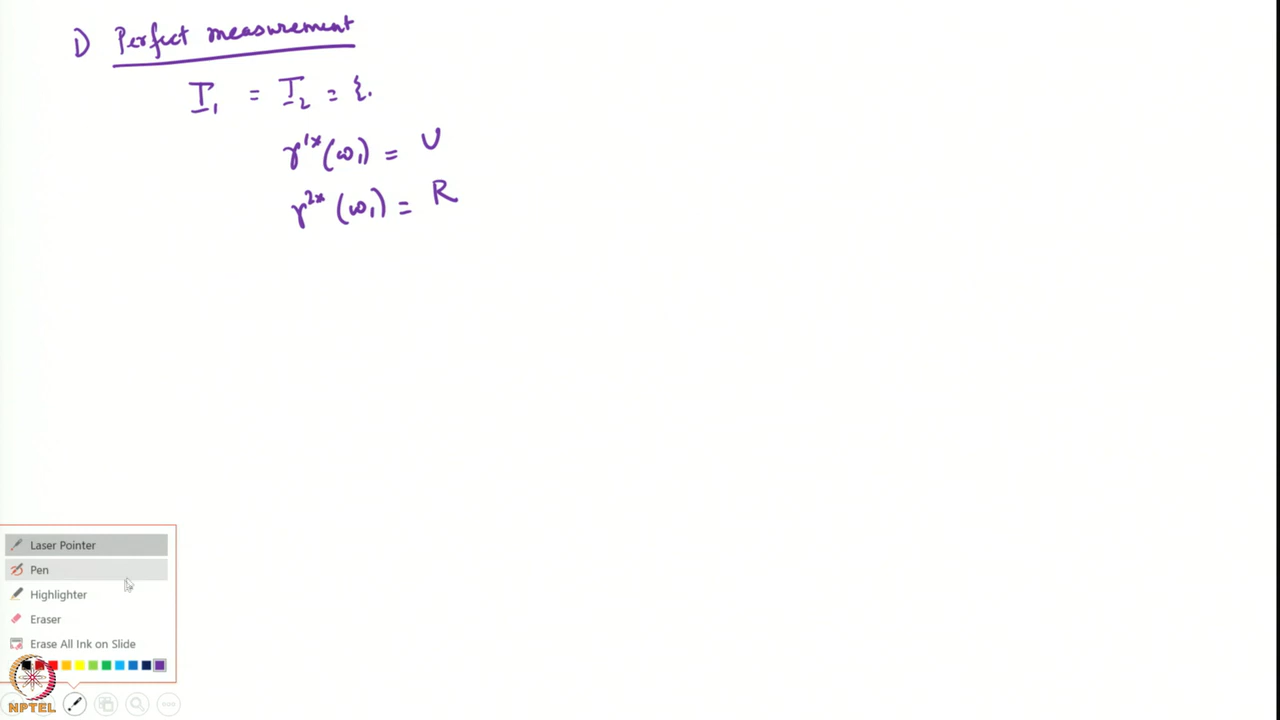 1) Perfect measurement
I₁ = I₂ = {.
γ¹*(ω₁) = U
γ²*(ω₁) = R
Laser Pointer
Pen
Highlighter
Eraser
Erase All Ink on Slide
NPTEL